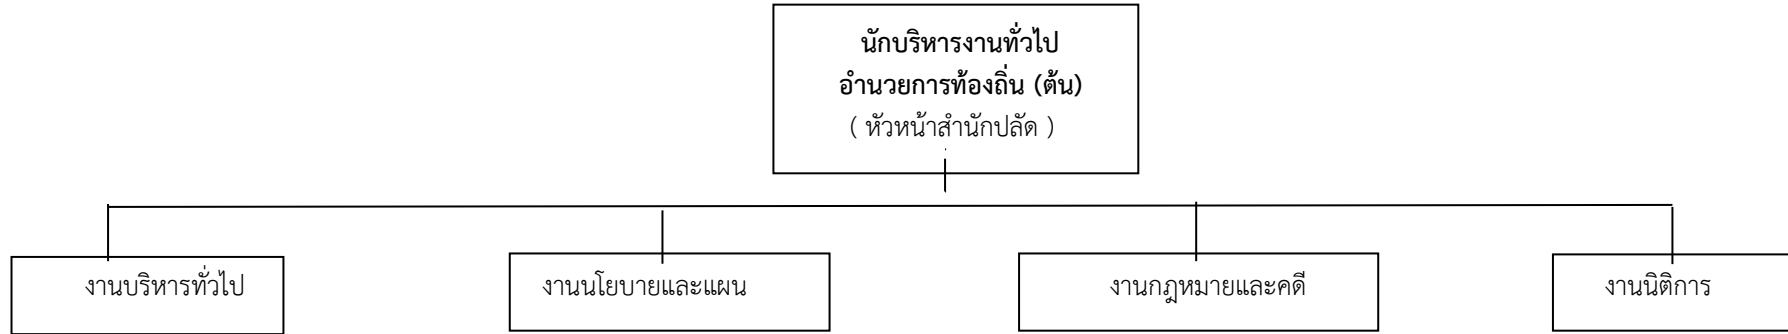 นักบริหารงานทั่วไป
อำนวยการท้องถิ่น (ต้น)
( หัวหน้าสำนักปลัด )
งานบริหารทั่วไป
งานนโยบายและแผน
งานกฎหมายและคดี
งานนิติการ